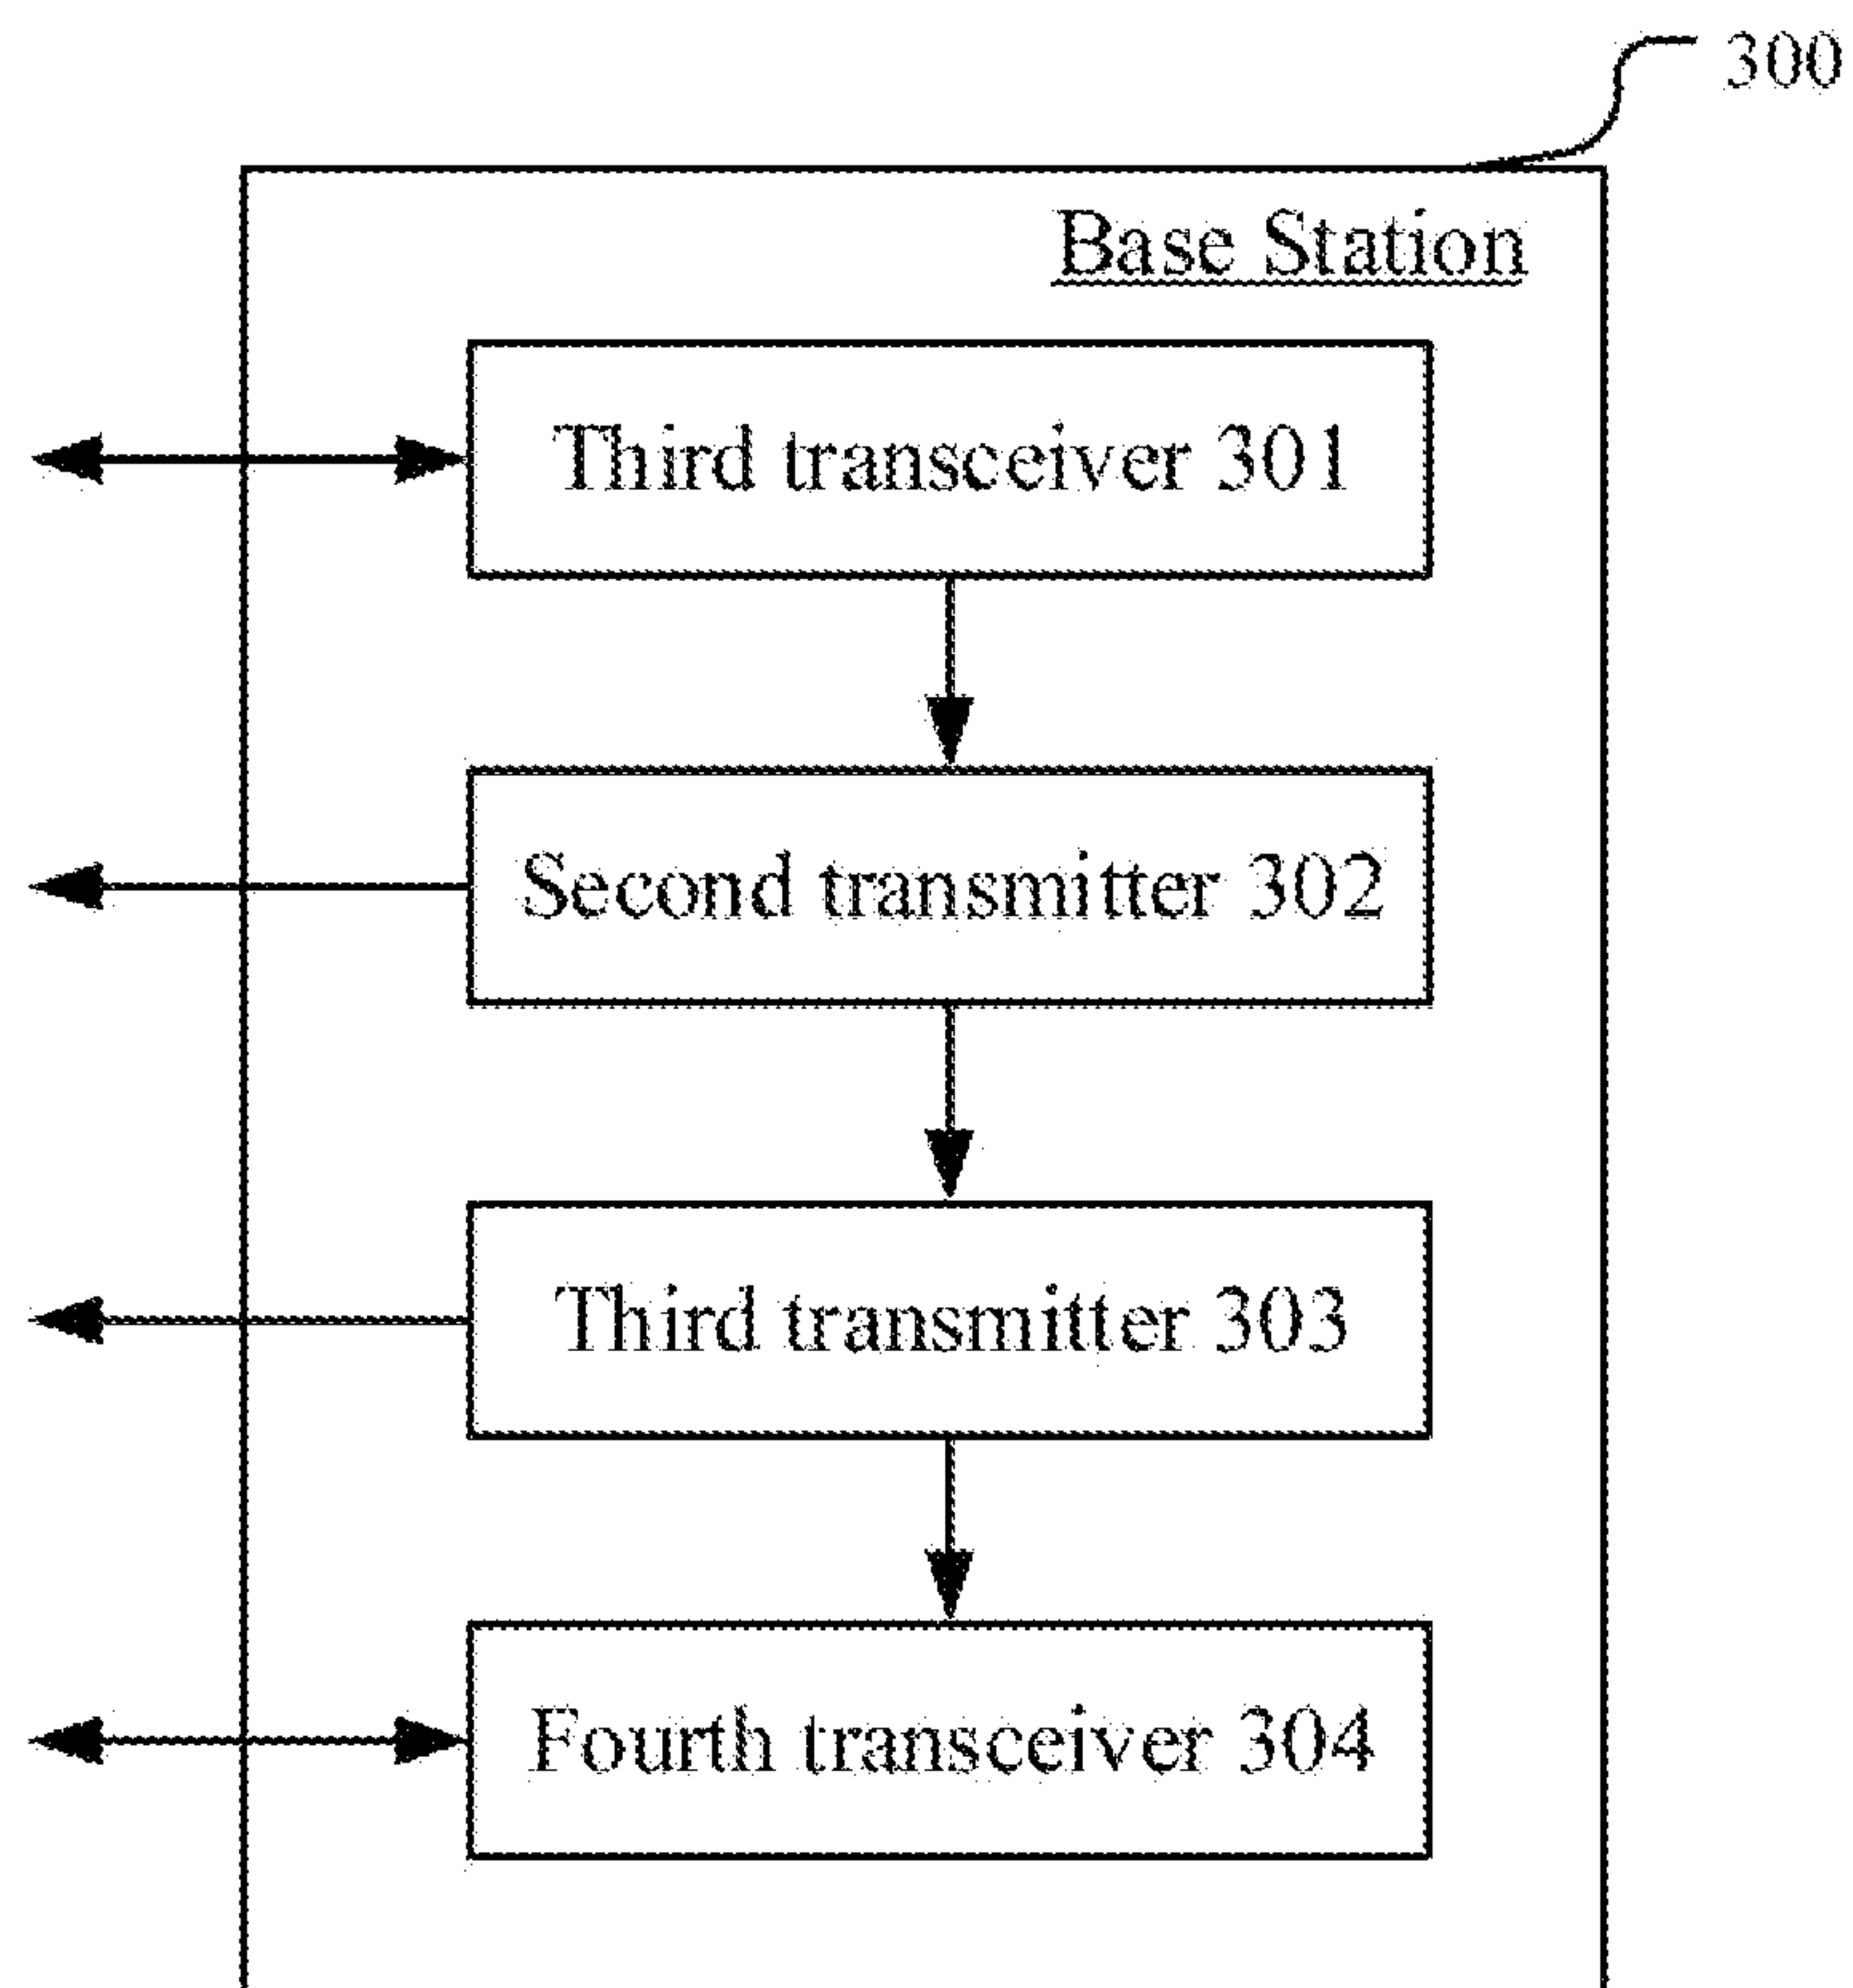 300
Base Station
Third transceiver 301
Second transmitter 302
Third transmitter 303
Fourth transceiver 304